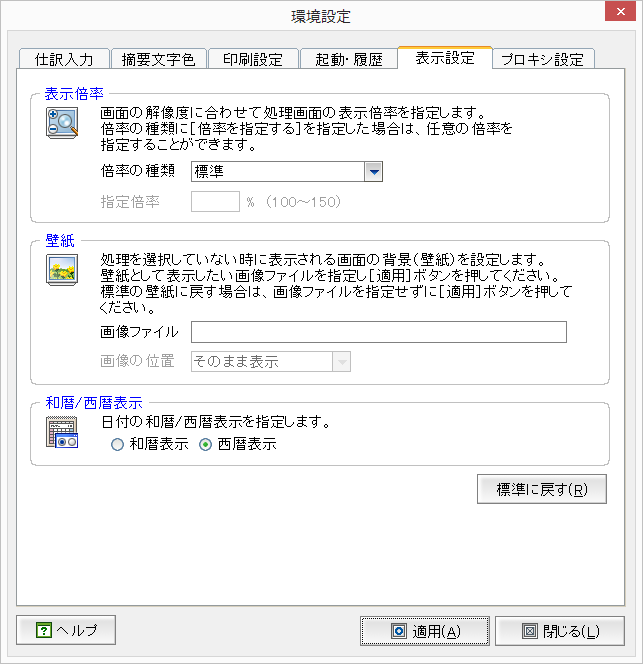 環境設定
仕訳入力 摘要文字色 印刷設定 起動・履歴 表示設定 プロキシ設定
表示倍率
画面の解像度に合わせて処理画面の表示倍率を指定します。
倍率の種類に[倍率を指定する]を指定した場合は、任意の倍率を
指定することができます。
倍率の種類 標準
指定倍率 % (100～150)
壁紙
処理を選択していない時に表示される画面の背景(壁紙)を設定します。
壁紙として表示したい画像ファイルを指定し[適用]ボタンを押してください。
標準の壁紙に戻す場合は、画像ファイルを指定せずに[適用]ボタンを押して
ください。
画像ファイル
画像の位置 そのまま表示
和暦/西暦表示
日付の和暦/西暦表示を指定します。
和暦表示 西暦表示
標準に戻す(R)
ヘルプ 適用(A) 閉じる(L)